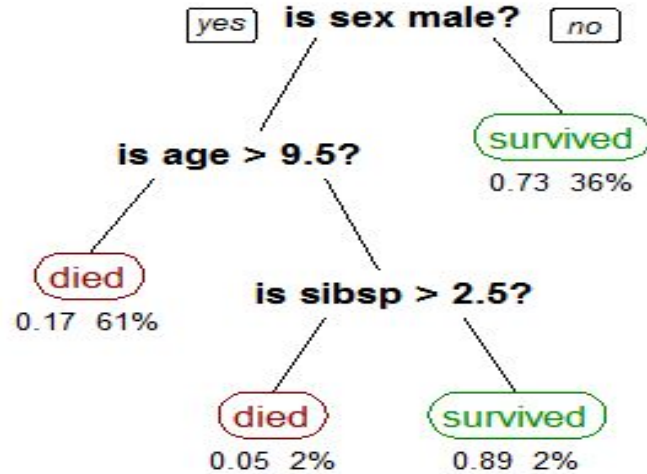 yes is sex male? no
is age > 9.5?
survived
0.73 36%
died
0.17 61%
is sibsp > 2.5?
died survived
0.05 2% 0.89 2%